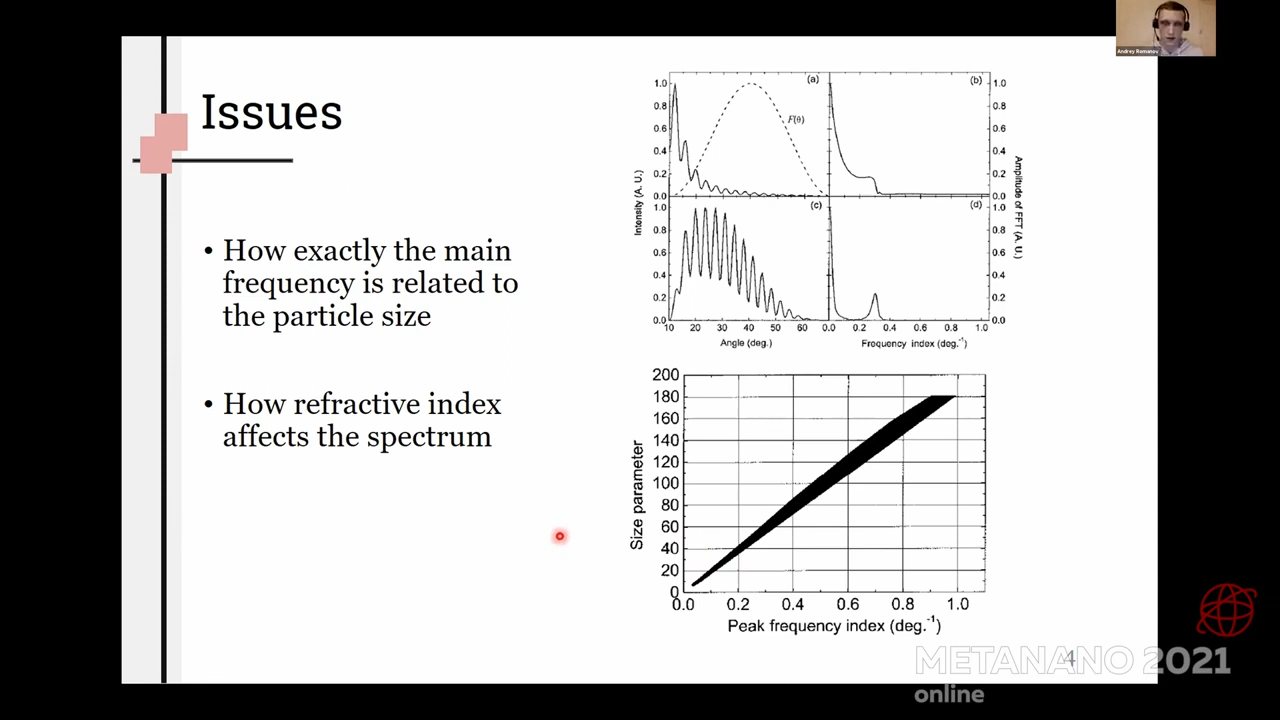 Andrey Romanov
Issues
• How exactly the main
frequency is related to
the particle size
• How refractive index
affects the spectrum
(a)
(b)
1.0
0.8
0.6
0.4
0.2
0.0
F(θ)
1.0
0.8
0.6
0.4
0.2
0.0
(c)
(d)
1.0
0.8
0.6
0.4
0.2
0.0
1.0
0.8
0.6
0.4
0.2
0.0
Intensity (A. U.)
Amplitude of FFT (A. U.)
10 20 30 40 50 60 0.0 0.2 0.4 0.6 0.8 1.0
Angle (deg.)
Frequency index (deg.-1)
200
180
160
140
120
100
80
60
40
20
0
Size parameter
0.0 0.2 0.4 0.6 0.8 1.0
Peak frequency index (deg.-1)
4
METANANO 2021
online